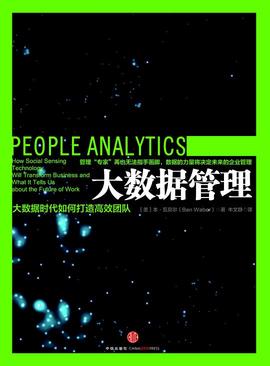 PEOPLE ANALYTICS
How Social Sensing
Technology
Will Transform Business and
What It Tells Us
about the Future of Work
管理“专家”再也无法指手画脚，数据的力量将决定未来的企业管理
大数据管理
大数据时代如何打造高效团队
［美］本·瓦贝尔（Ben Waber）著 牛文静 译
中信出版社·CHINACITICPRESS